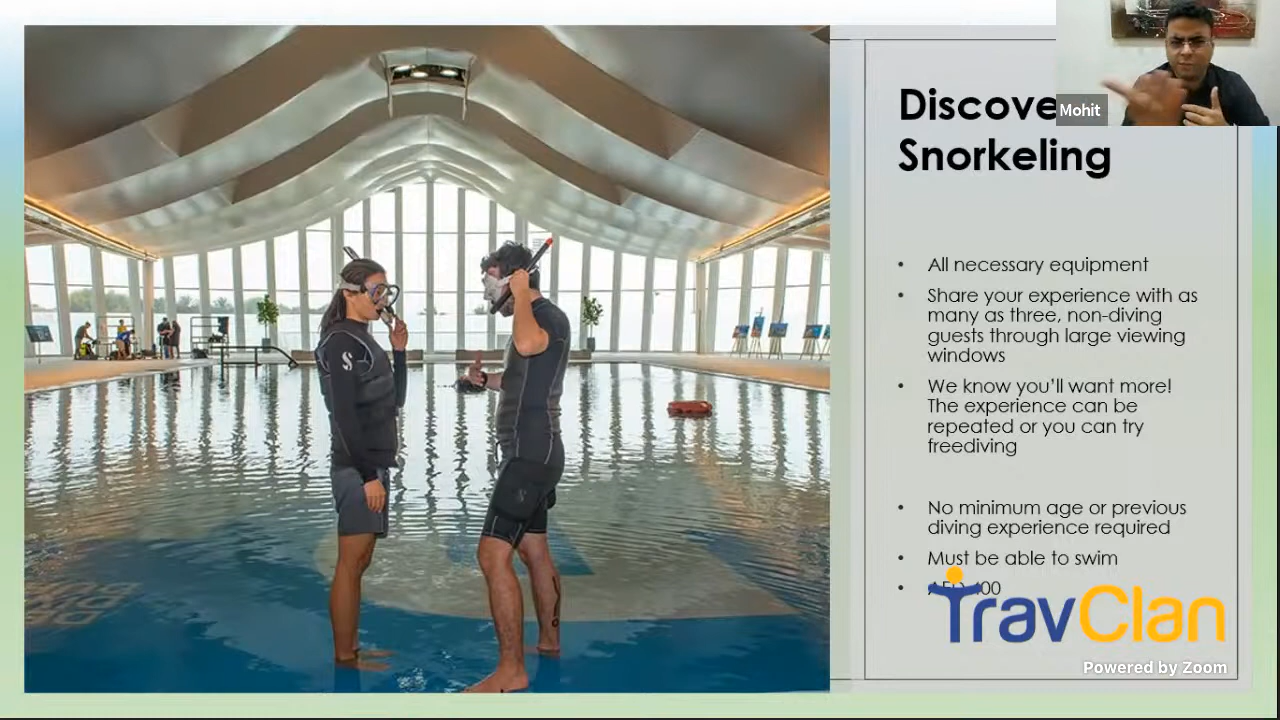 Discove
Snorkeling
Mohit
• All necessary equipment
• Share your experience with as
many as three, non-diving
guests through large viewing
windows
• We know you'll want more!
The experience can be
repeated or you can try
freediving
• No minimum age or previous
diving experience required
• Must be able to swim
TravClan
Powered by Zoom